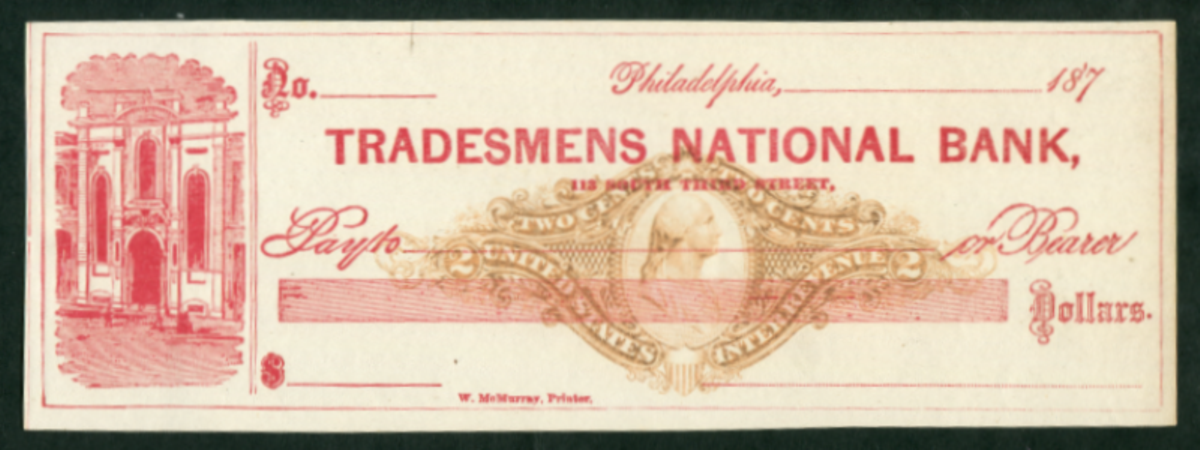 No.
Philadelphia, 187
TRADESMENS NATIONAL BANK,
113 SOUTH THIRD STREET,
TWO CENTS TWO CENTS
Pay to or Bearer
2 UNITED STATES INTER. REVENUE 2
Dollars.
$
W. McMurray, Printer.